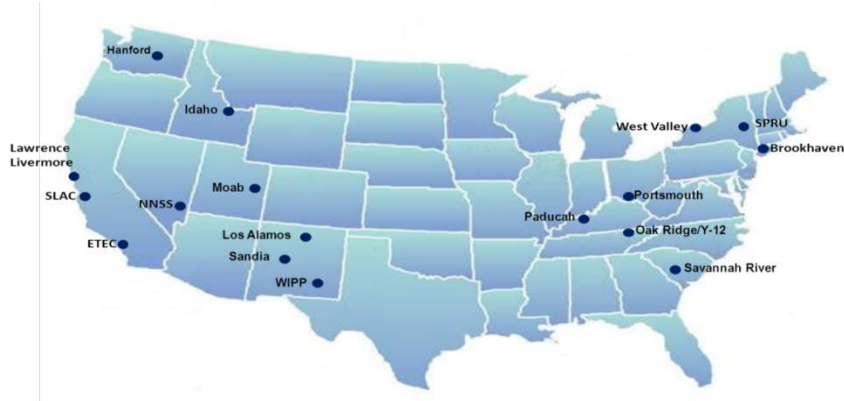 Hanford
Idaho
Lawrence
Livermore
SLAC
NNSS
Moab
ETEC
Los Alamos
Sandia
WIPP
West Valley
SPRU
Brookhaven
Portsmouth
Paducah
Oak Ridge/Y-12
Savannah River